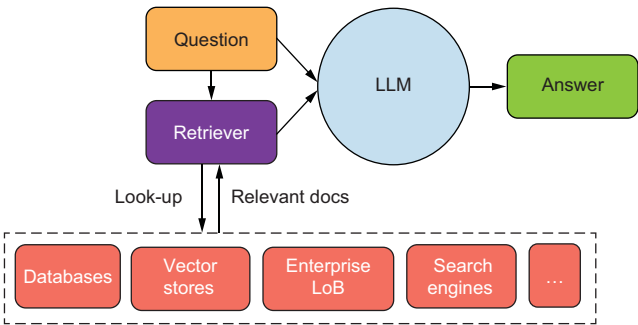 Question
LLM
Answer
Retriever
Look-up
Relevant docs
Databases
Vector
stores
Enterprise
LoB
Search
engines
...